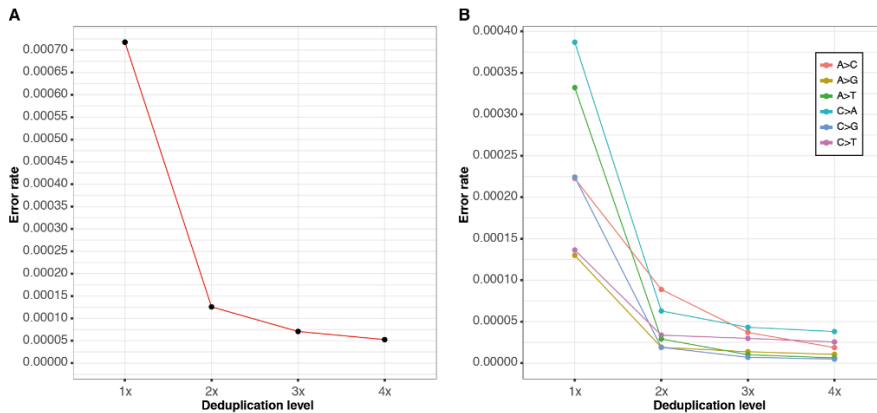 A
0.00070
0.00065
0.00060
0.00055
0.00050
0.00045
0.00040
0.00035
0.00030
0.00025
0.00020
0.00015
0.00010
0.00005
0.00000
Error rate
1x 2x 3x 4x
Deduplication level
B
0.00040
0.00035
0.00030
0.00025
0.00020
0.00015
0.00010
0.00005
0.00000
Error rate
A>C
A>G
A>T
C>A
C>G
C>T
1x 2x 3x 4x
Deduplication level